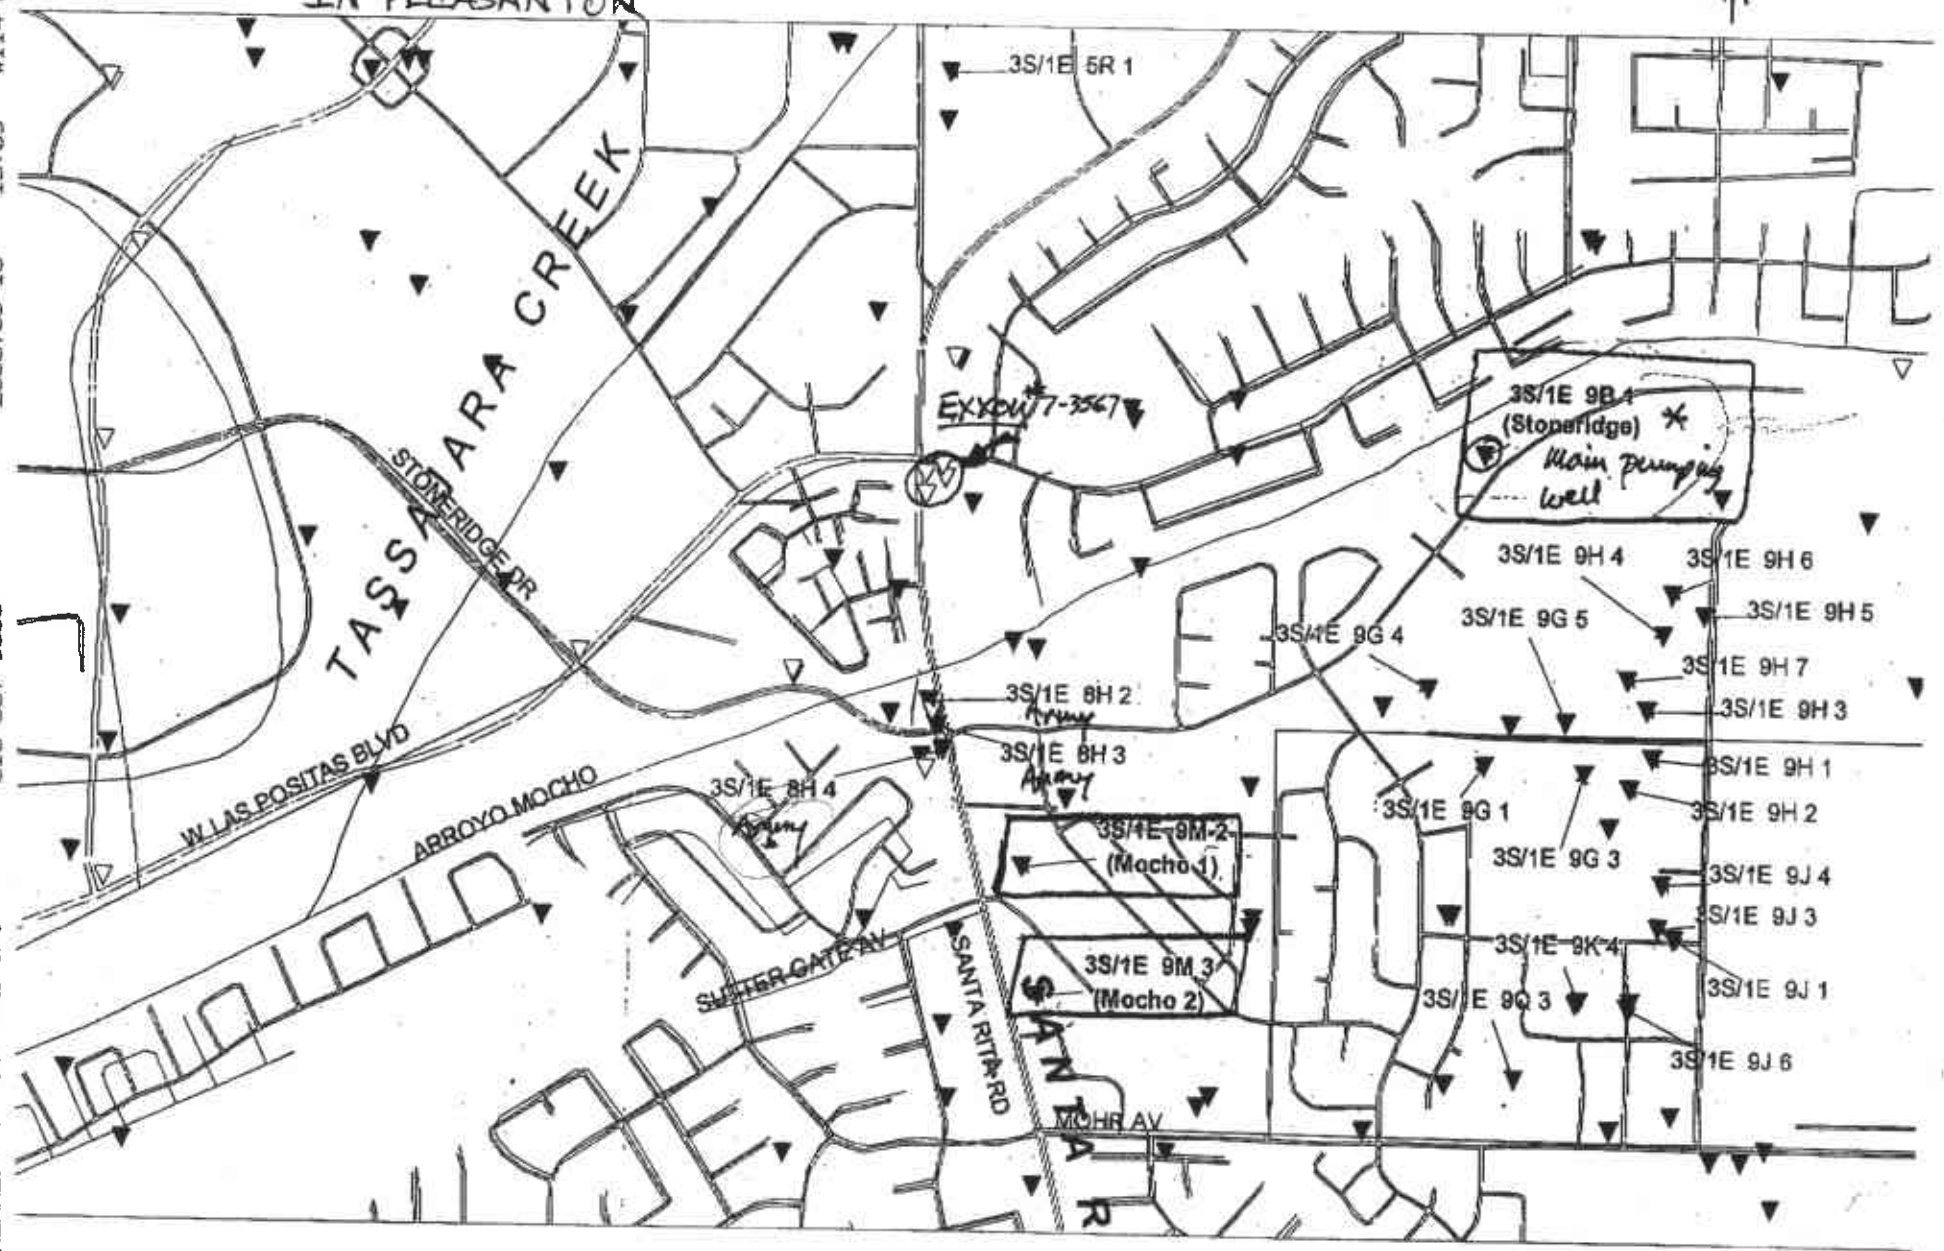 IN PLEASANTON
3S/1E 5R 1
TASSAJARA CREEK
Exxon #7-3567
3S/1E 9B 1
(Stoneridge) *
Main pumping
well
STONERIDGE DR
3S/1E 9H 4
3S/1E 9H 6
3S/1E 9G 5
3S/1E 9H 5
3S/1E 9G 4
3S/1E 9H 7
3S/1E 8H 2
3S/1E 9H 3
3S/1E 8H 3
3S/1E 9H 1
W LAS POSITAS BLVD
ARROYO MOCHO
3S/1E 8H 4
3S/1E 9G 1
3S/1E 9H 2
3S/1E 9M 2
(Mocho 1)
3S/1E 9G 3
3S/1E 9J 4
3S/1E 9J 3
SUTTER GATE AV
SANTA RITA RD
3S/1E 9K 4
3S/1E 9M 3
(Mocho 2)
3S/1E 9J 1
3S/1E 9Q 3
3S/1E 9J 6
SANTA R
MOHR AV